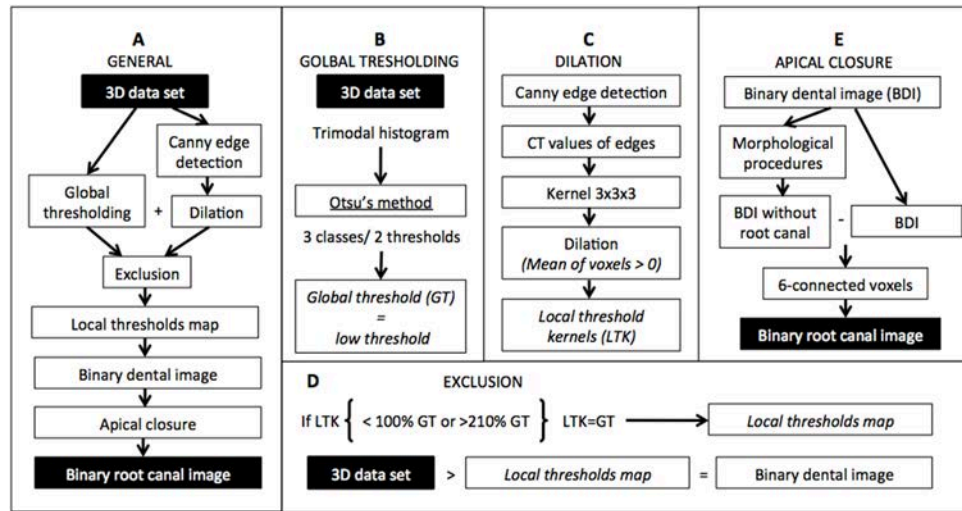 A
GENERAL
3D data set
Canny edge
detection
Global
thresholding
+
Dilation
Exclusion
Local thresholds map
Binary dental image
Apical closure
Binary root canal image
B
GOLBAL TRESHOLDING
3D data set
Trimodal histogram
Otsu's method
3 classes/ 2 thresholds
Global threshold (GT)
=
low threshold
C
DILATION
Canny edge detection
CT values of edges
Kernel 3x3x3
Dilation
(Mean of voxels > 0)
Local threshold
kernels (LTK)
E
APICAL CLOSURE
Binary dental image (BDI)
Morphological
procedures
BDI without
root canal
-
BDI
6-connected voxels
Binary root canal image
D
EXCLUSION
If LTK { < 100% GT or >210% GT } LTK=GT
Local thresholds map
3D data set > Local thresholds map = Binary dental image